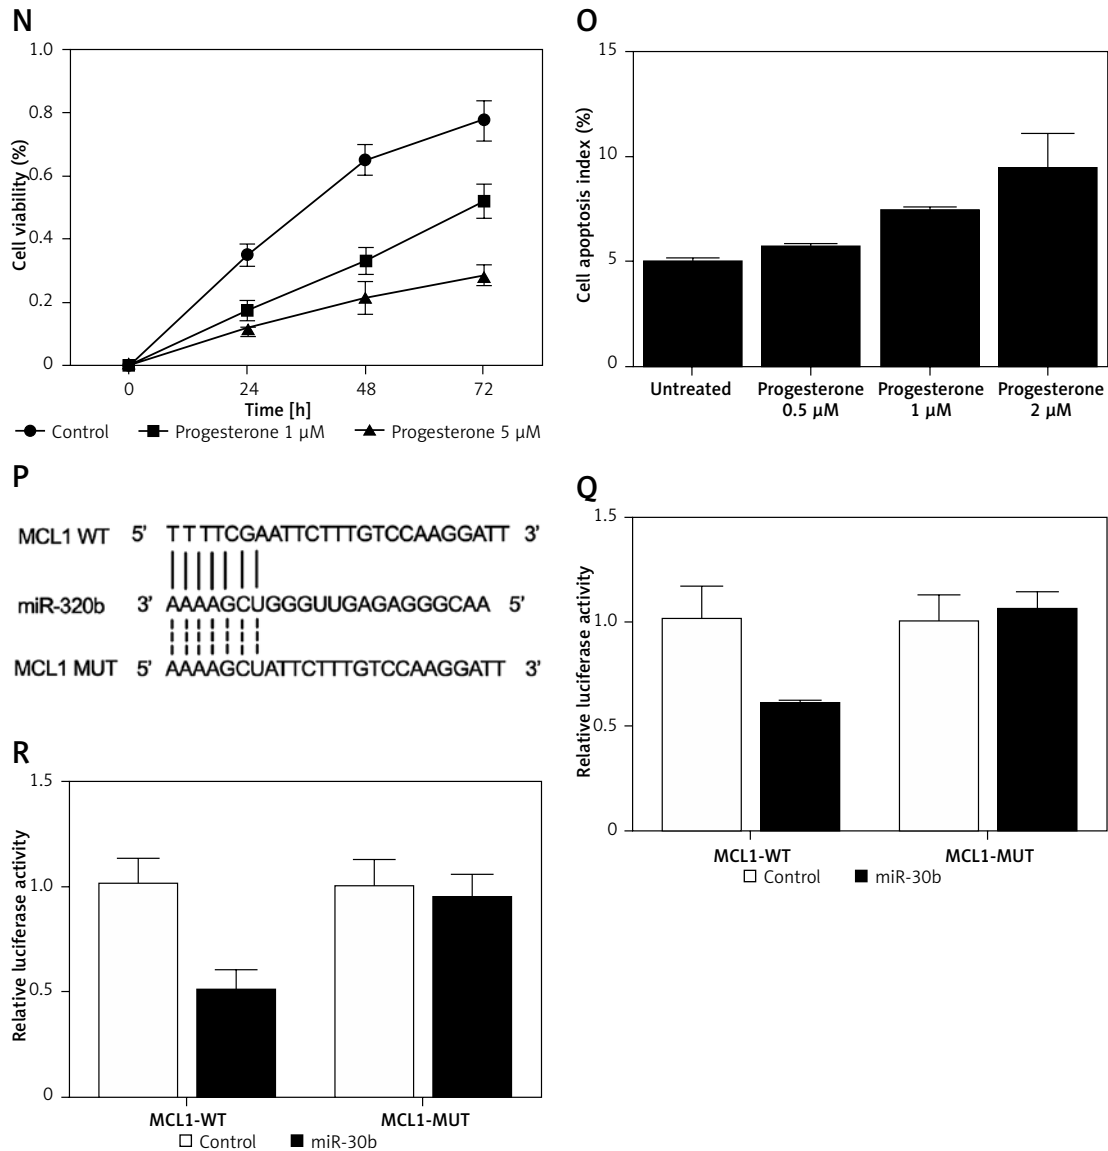 N
Cell viability (%)
1.0
0.8
0.6
0.4
0.2
0
0 24 48 72
Time [h]
Control Progesterone 1 µM Progesterone 5 µM
O
Cell apoptosis index (%)
15
10
5
0
Untreated Progesterone Progesterone Progesterone
0.5 µM 1 µM 2 µM
P
MCL1 WT 5’ TTTTCGAATTCTTTGTCCAAGGATT 3’
miR-320b 3’ AAAAGCUGGGUUGAGAGGGCAA 5’
MCL1 MUT 5’ AAAAGCUATTCTTTGTCCAAGGATT 3’
Q
Relative luciferase activity
1.5
1.0
0.5
0
MCL1-WT MCL1-MUT
Control miR-30b
R
Relative luciferase activity
1.5
1.0
0.5
0
MCL1-WT MCL1-MUT
Control miR-30b